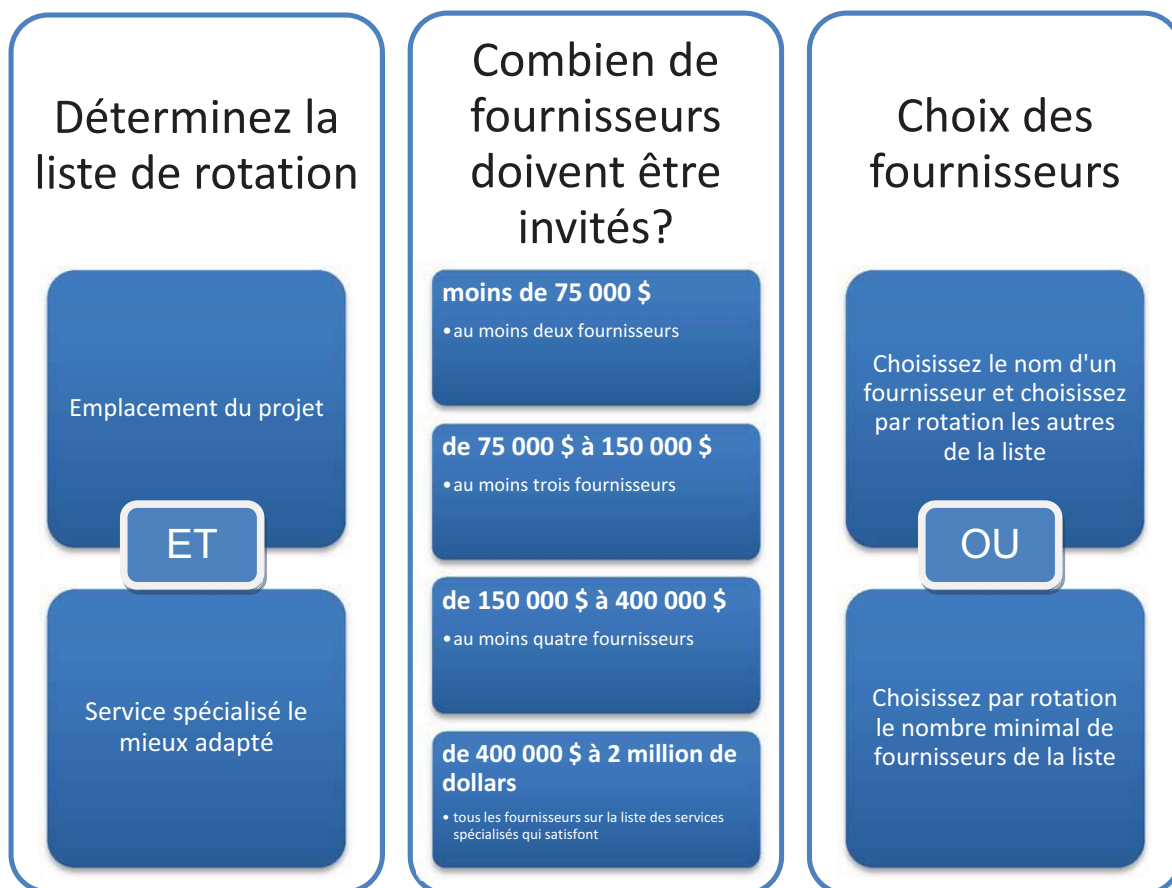 Déterminez la
liste de rotation
Emplacement du projet
ET
Service spécialisé le
mieux adapté
Combien de
fournisseurs
doivent être
invités?
moins de 75 000 $
• au moins deux fournisseurs
de 75 000 $ à 150 000 $
• au moins trois fournisseurs
de 150 000 $ à 400 000 $
• au moins quatre fournisseurs
de 400 000 $ à 2 million de
dollars
• tous les fournisseurs sur la liste des services
spécialisés qui satisfont
Choix des
fournisseurs
Choisissez le nom d'un
fournisseur et choisissez
par rotation les autres
de la liste
OU
Choisissez par rotation
le nombre minimal de
fournisseurs de la liste